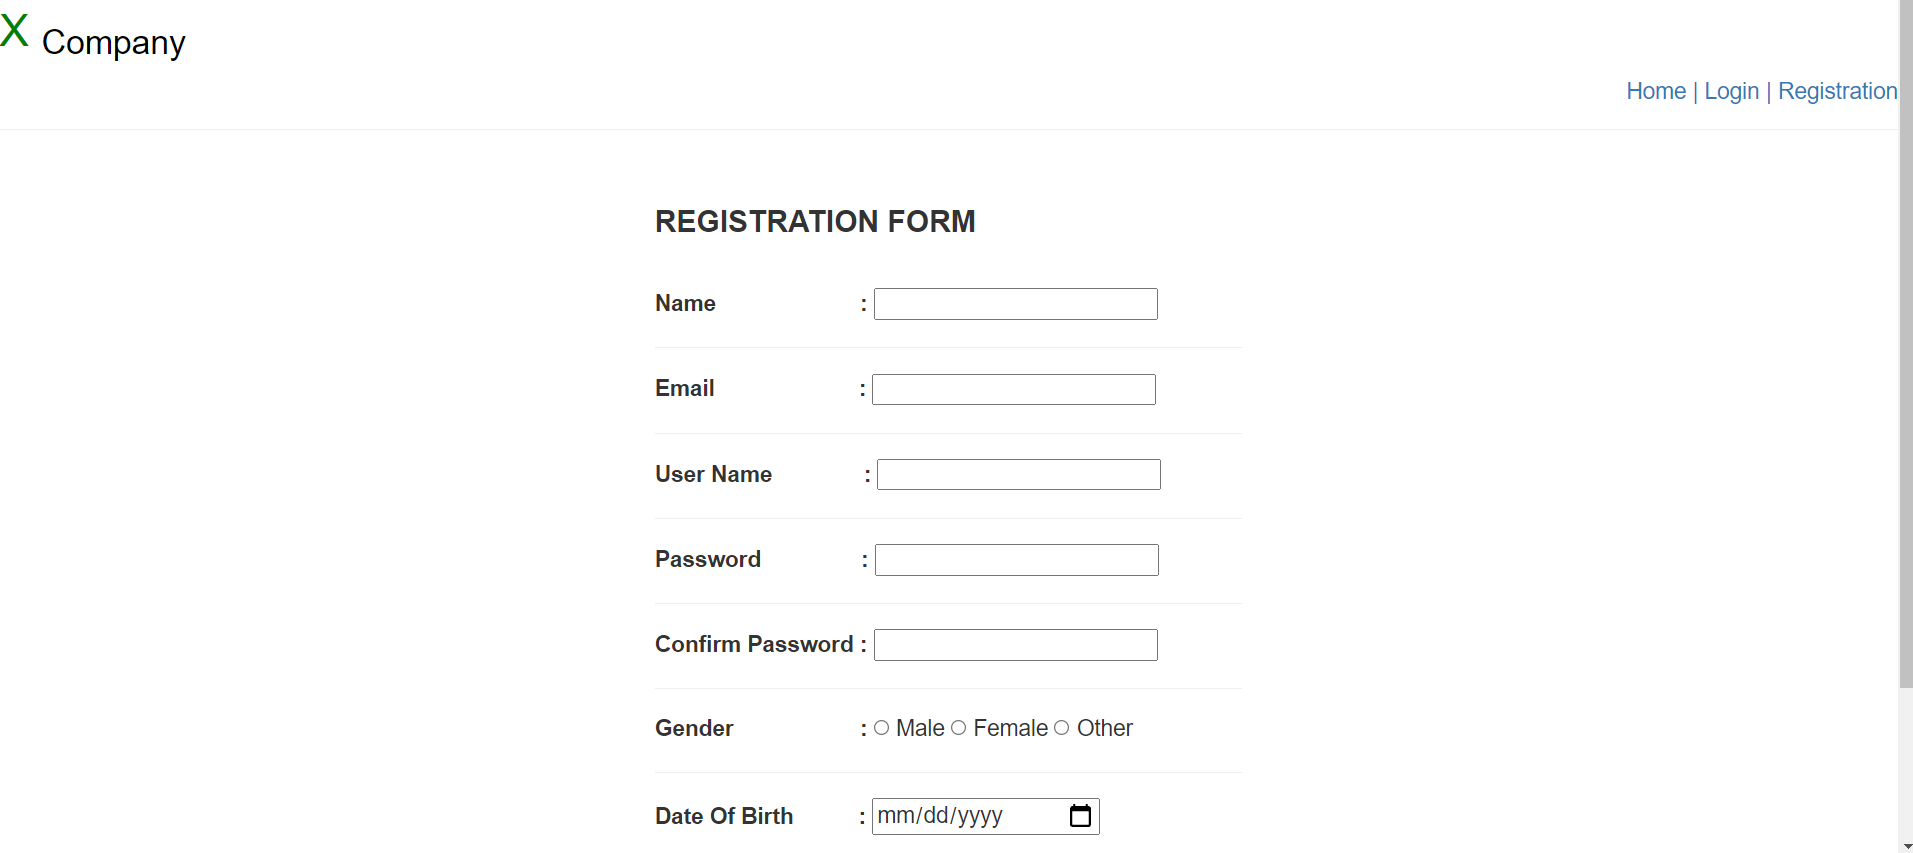 X Company
Home | Login | Registration
REGISTRATION FORM
Name :
Email :
User Name :
Password :
Confirm Password :
Gender : Male Female Other
Date Of Birth : mm/dd/yyyy